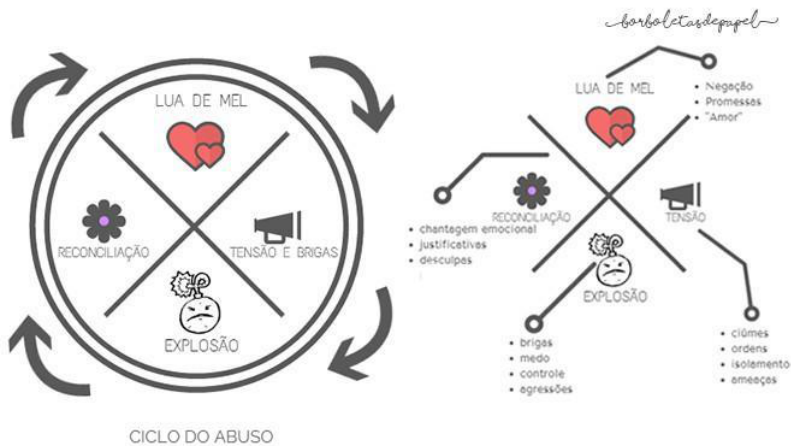 borboletasdepapel
LUA DE MEL
RECONCILIAÇÃO
TENSÃO E BRIGAS
EXPLOSÃO
CICLO DO ABUSO
LUA DE MEL
• Negação
• Promessas
• "Amor"
RECONCILIAÇÃO
• chantagem emocional
• justificativas
• desculpas
TENSÃO
• ciúmes
• ordens
• isolamento
• ameaças
EXPLOSÃO
• brigas
• medo
• controle
• agressões